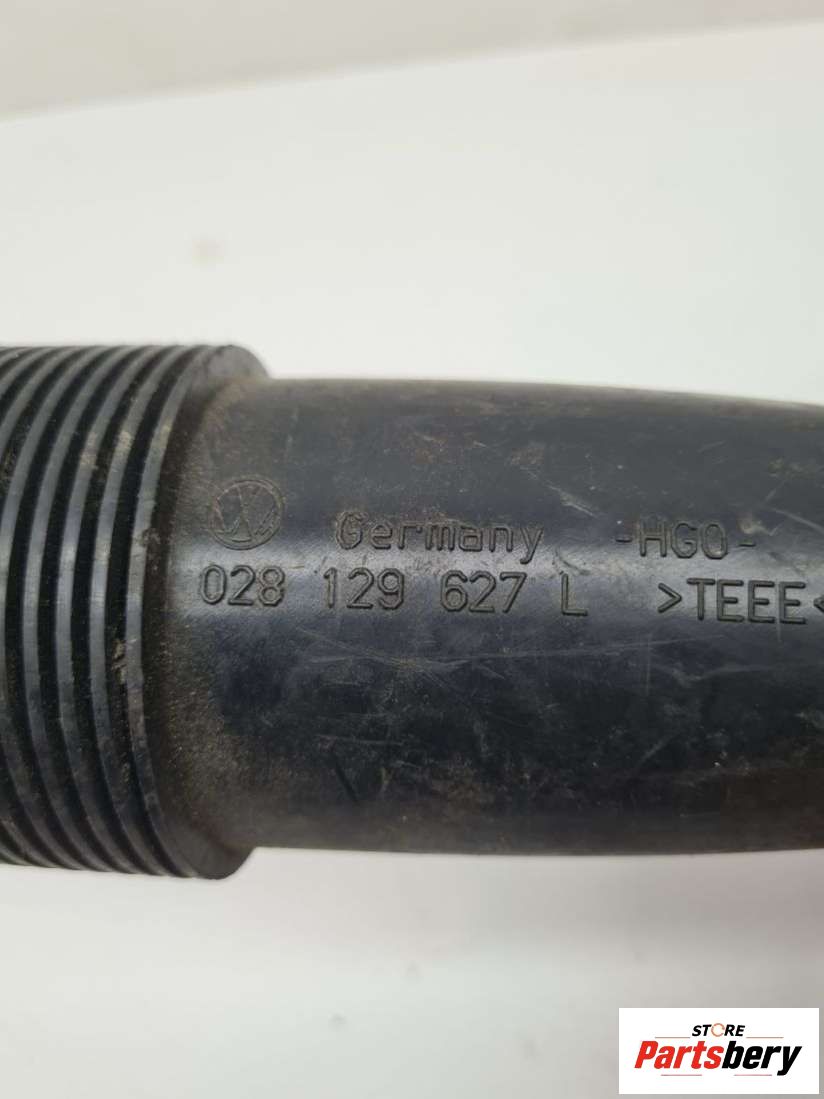 Germany -HGO-
028 129 627 L >TEEE<
STORE
Partsbery